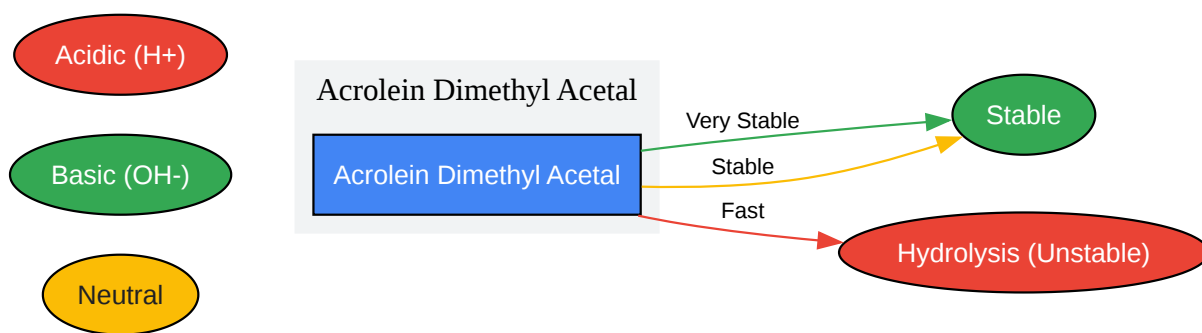 Acidic (H+)
Basic (OH-)
Neutral
Acrolein Dimethyl Acetal
Acrolein Dimethyl Acetal
Very Stable
Stable
Fast
Stable
Hydrolysis (Unstable)